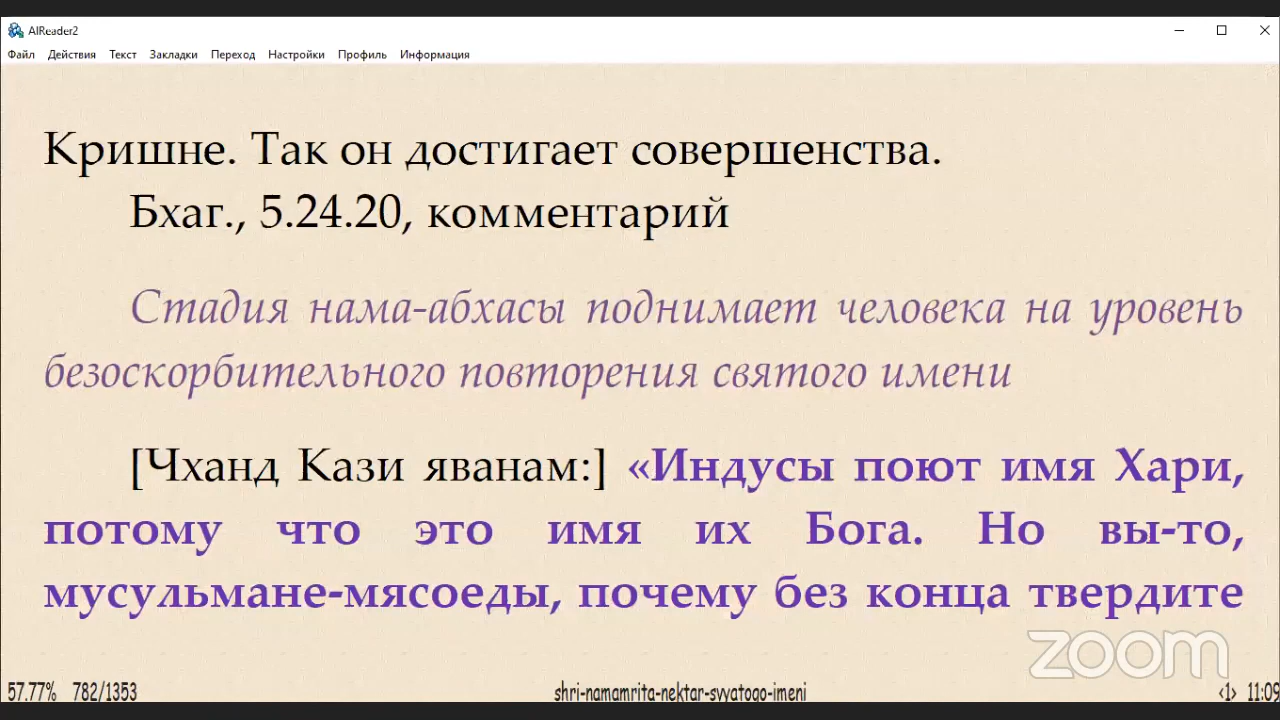 AlReader2
Файл Действия Текст Закладки Переход Настройки Профиль Информация
Кришне. Так он достигает совершенства.
Бхаг., 5.24.20, комментарий
Стадия нама-абхасы поднимает человека на уровень
безоскорбительного повторения святого имени
[Чханд Кази яванам:] «Индусы поют имя Хари,
потому что это имя их Бога. Но вы-то,
мусульмане-мясоеды, почему без конца твердите
zoom
57.77% 782/1353 shri-namamrita-nektar-svyatogo-imeni ‹1› 11:09